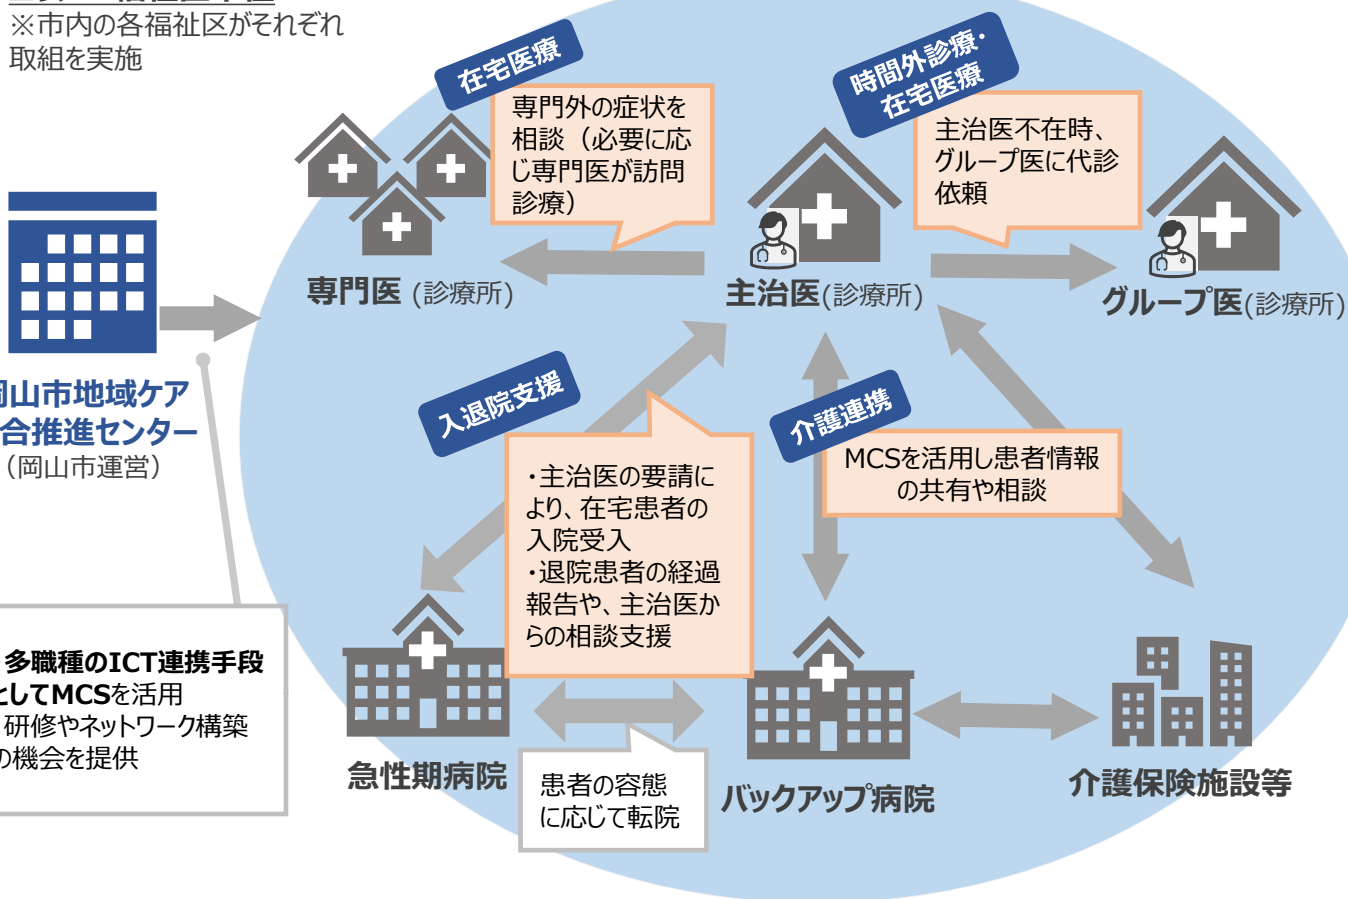 ※市内の各福祉区がそれぞれ
取組を実施
在宅医療
専門外の症状を
相談（必要に応
じ専門医が訪問
診療）
時間外診療・
在宅医療
主治医不在時、
グループ医に代診
依頼
専門医 (診療所)
主治医(診療所)
グループ医(診療所)
岡山市地域ケア
合推進センター
（岡山市運営）
入退院支援
・主治医の要請に
より、在宅患者の
入院受入
・退院患者の経過
報告や、主治医か
らの相談支援
介護連携
MCSを活用し患者情報
の共有や相談
多職種のICT連携手段
としてMCSを活用
研修やネットワーク構築
の機会を提供
急性期病院
患者の容態
に応じて転院
バックアップ病院
介護保険施設等